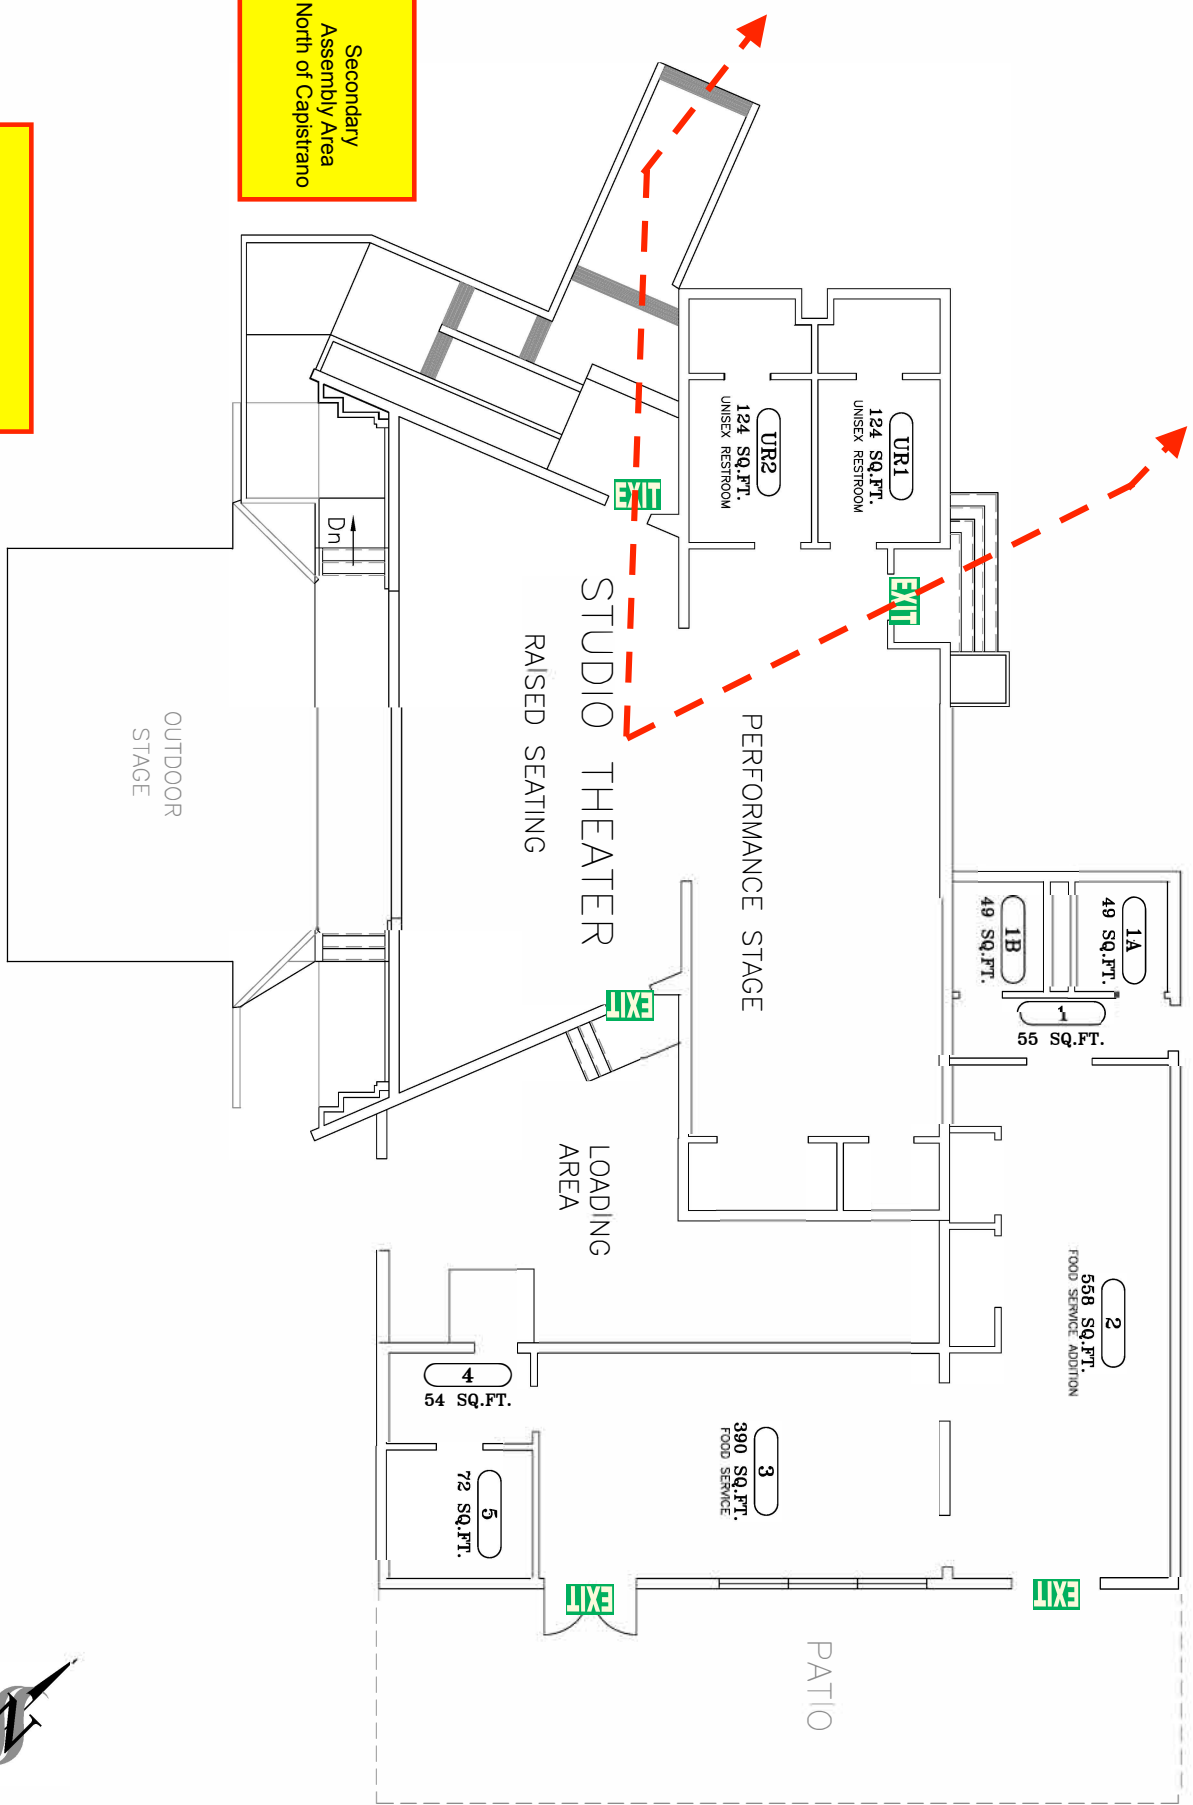 Secondary
Assembly Area
North of Capistrano
UR1
124 SQ.FT.
UNISEX RESTROOM
UR2
124 SQ.FT.
UNISEX RESTROOM
EXIT
EXIT
Dn
STUDIO THEATER
RAISED SEATING
PERFORMANCE STAGE
OUTDOOR
STAGE
1A
49 SQ.FT.
1B
49 SQ.FT.
1
55 SQ.FT.
EXIT
LOADING
AREA
2
558 SQ.FT.
FOOD SERVICE ADDITION
3
390 SQ.FT.
FOOD SERVICE
4
54 SQ.FT.
5
72 SQ.FT.
EXIT
EXIT
PATIO
N